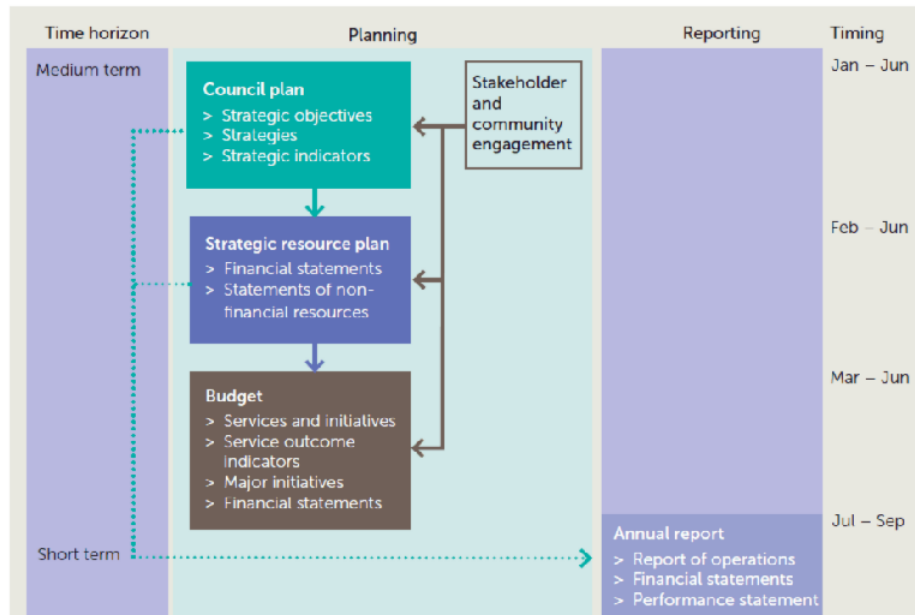 Time horizon
Planning
Reporting
Timing
Medium term
Jan – Jun
Council plan
> Strategic objectives
> Strategies
> Strategic indicators
Stakeholder
and
community
engagement
Feb – Jun
Strategic resource plan
> Financial statements
> Statements of non-
financial resources
Mar – Jun
Budget
> Services and initiatives
> Service outcome
indicators
> Major initiatives
> Financial statements
Jul – Sep
Short term
Annual report
> Report of operations
> Financial statements
> Performance statement